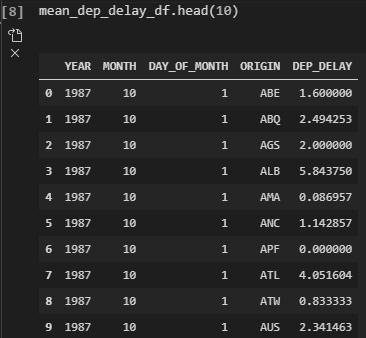 [8] mean_dep_delay_df.head(10)
YEAR MONTH DAY_OF_MONTH ORIGIN DEP_DELAY
0 1987 10 1 ABE 1.600000
1 1987 10 1 ABQ 2.494253
2 1987 10 1 AGS 2.000000
3 1987 10 1 ALB 5.843750
4 1987 10 1 AMA 0.086957
5 1987 10 1 ANC 1.142857
6 1987 10 1 APF 0.000000
7 1987 10 1 ATL 4.051604
8 1987 10 1 ATW 0.833333
9 1987 10 1 AUS 2.341463